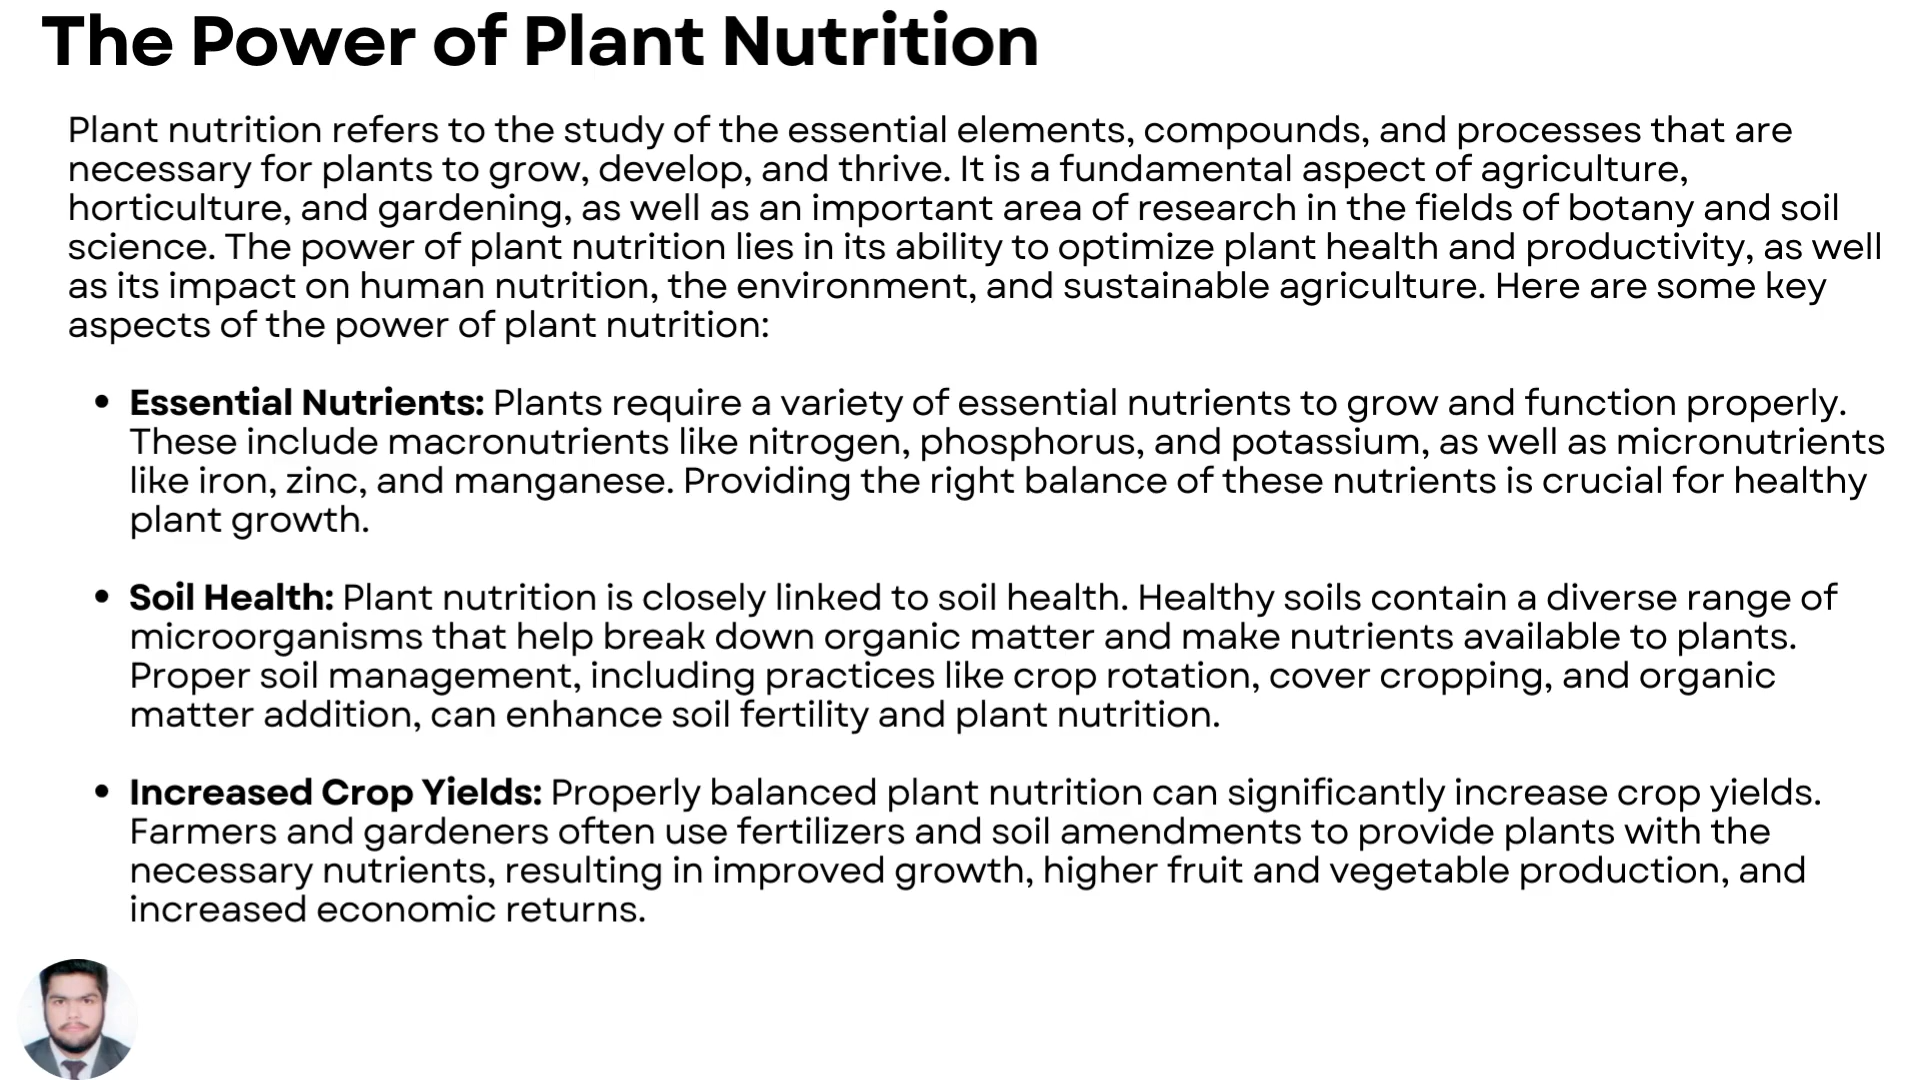 The Power of Plant Nutrition
Plant nutrition refers to the study of the essential elements, compounds, and processes that are
necessary for plants to grow, develop, and thrive. It is a fundamental aspect of agriculture,
horticulture, and gardening, as well as an important area of research in the fields of botany and soil
science. The power of plant nutrition lies in its ability to optimize plant health and productivity, as well
as its impact on human nutrition, the environment, and sustainable agriculture. Here are some key
aspects of the power of plant nutrition:
• Essential Nutrients: Plants require a variety of essential nutrients to grow and function properly.
These include macronutrients like nitrogen, phosphorus, and potassium, as well as micronutrients
like iron, zinc, and manganese. Providing the right balance of these nutrients is crucial for healthy
plant growth.
• Soil Health: Plant nutrition is closely linked to soil health. Healthy soils contain a diverse range of
microorganisms that help break down organic matter and make nutrients available to plants.
Proper soil management, including practices like crop rotation, cover cropping, and organic
matter addition, can enhance soil fertility and plant nutrition.
• Increased Crop Yields: Properly balanced plant nutrition can significantly increase crop yields.
Farmers and gardeners often use fertilizers and soil amendments to provide plants with the
necessary nutrients, resulting in improved growth, higher fruit and vegetable production, and
increased economic returns.